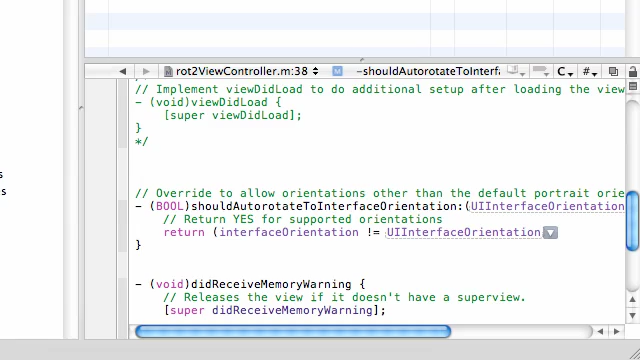 rot2ViewController.m:38 M -shouldAutorotateToInterfa C #
// Implement viewDidLoad to do additional setup after loading the view
- (void)viewDidLoad {
[super viewDidLoad];
}
*/
// Override to allow orientations other than the default portrait orie
- (BOOL)shouldAutorotateToInterfaceOrientation:(UIInterfaceOrientation
// Return YES for supported orientations
return (interfaceOrientation != UIInterfaceOrientation
}
- (void)didReceiveMemoryWarning {
// Releases the view if it doesn't have a superview.
[super didReceiveMemoryWarning];